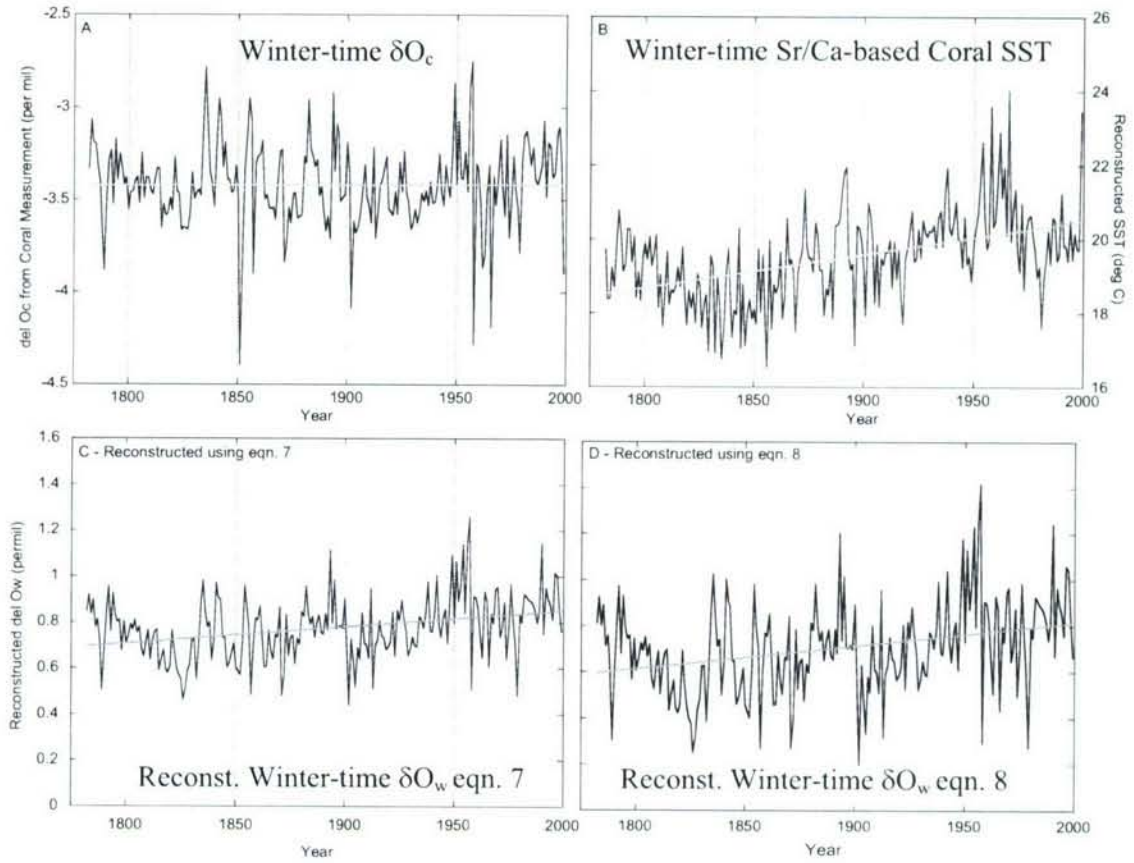 A
Winter-time δOc
del Oc from Coral Measurement (per mil)
-2.5
-3
-3.5
-4
-4.5
1800
1850
1900
1950
2000
Year
B
Winter-time Sr/Ca-based Coral SST
Reconstructed SST (deg C)
26
24
22
20
18
16
1800
1850
1900
1950
2000
Year
C - Reconstructed using eqn. 7
Reconstructed del Ow (permil)
1.6
1.4
1.2
1
0.8
0.6
0.4
0.2
0
Reconst. Winter-time δOw eqn. 7
1800
1850
1900
1950
2000
Year
D - Reconstructed using eqn. 8
Reconst. Winter-time δOw eqn. 8
1800
1850
1900
1950
2000
Year